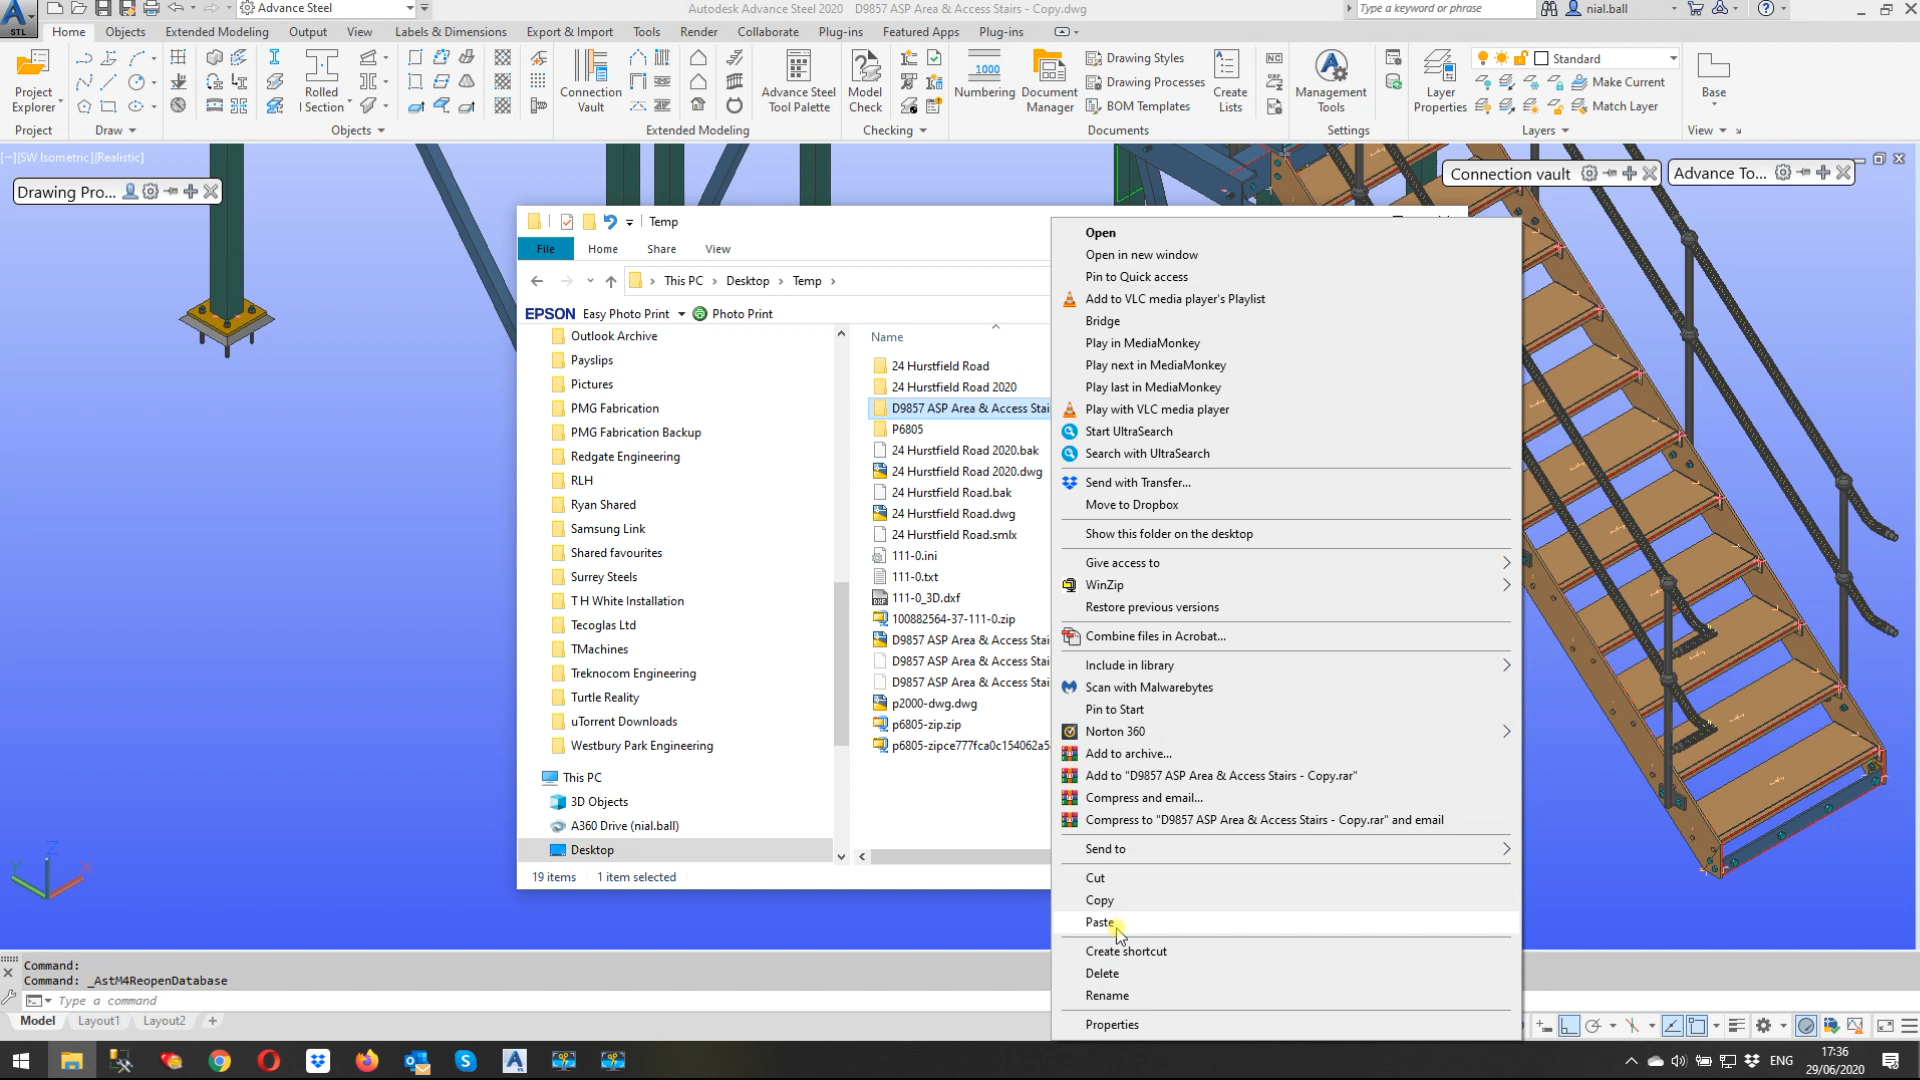 Advance Steel
Autodesk Advance Steel 2020 D9857 ASP Area & Access Stairs - Copy.dwg
Type a keyword or phrase
nial.ball
STL
Home Objects Extended Modeling Output View Labels & Dimensions Export & Import Tools Render Collaborate Plug-ins Featured Apps Plug-ins
Project Explorer
Rolled I Section
Connection Vault
Advance Steel Tool Palette
Model Check
1000
Numbering
Document Manager
Drawing Styles
Drawing Processes
BOM Templates
Create Lists
NC
DXF
Management Tools
Layer Properties
Standard
Make Current
Match Layer
Base
Project
Draw
Objects
Extended Modeling
Checking
Documents
Settings
Layers
View
[−][SW Isometric][Realistic]
Drawing Pro...
Connection vault
Advance To...
Temp
File Home Share View
This PC Desktop Temp
EPSON Easy Photo Print Photo Print
Outlook Archive
Payslips
Pictures
PMG Fabrication
PMG Fabrication Backup
Redgate Engineering
RLH
Ryan Shared
Samsung Link
Shared favourites
Surrey Steels
T H White Installation
Tecoglas Ltd
TMachines
Treknocom Engineering
Turtle Reality
uTorrent Downloads
Westbury Park Engineering
This PC
3D Objects
A360 Drive (nial.ball)
Desktop
Name
24 Hurstfield Road
24 Hurstfield Road 2020
D9857 ASP Area & Access Stai
P6805
24 Hurstfield Road 2020.bak
24 Hurstfield Road 2020.dwg
24 Hurstfield Road.bak
24 Hurstfield Road.dwg
24 Hurstfield Road.smlx
111-0.ini
111-0.txt
111-0_3D.dxf
100882564-37-111-0.zip
D9857 ASP Area & Access Stai
D9857 ASP Area & Access Stai
D9857 ASP Area & Access Stai
p2000-dwg.dwg
p6805-zip.zip
p6805-zipce777fca0c154062a5
19 items 1 item selected
Open
Open in new window
Pin to Quick access
Add to VLC media player's Playlist
Bridge
Play in MediaMonkey
Play next in MediaMonkey
Play last in MediaMonkey
Play with VLC media player
Start UltraSearch
Search with UltraSearch
Send with Transfer...
Move to Dropbox
Show this folder on the desktop
Give access to
WinZip
Restore previous versions
Combine files in Acrobat...
Include in library
Scan with Malwarebytes
Pin to Start
Norton 360
Add to archive...
Add to "D9857 ASP Area & Access Stairs - Copy.rar"
Compress and email...
Compress to "D9857 ASP Area & Access Stairs - Copy.rar" and email
Send to
Cut
Copy
Paste
Create shortcut
Delete
Rename
Properties
Z
Command:
Command: _AstM4ReopenDatabase
Type a command
Model Layout1 Layout2 +
ENG
17:36
29/06/2020